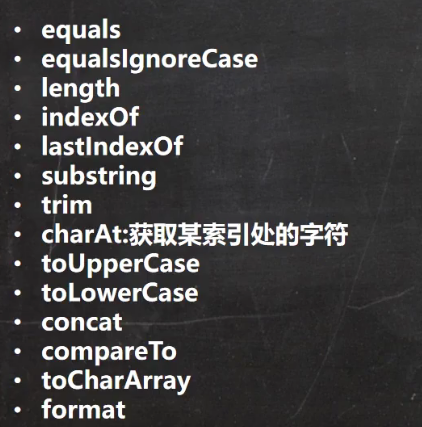 • equals
• equalsIgnoreCase
• length
• indexOf
• lastIndexOf
• substring
• trim
• charAt:获取某索引处的字符
• toUpperCase
• toLowerCase
• concat
• compareTo
• toCharArray
• format